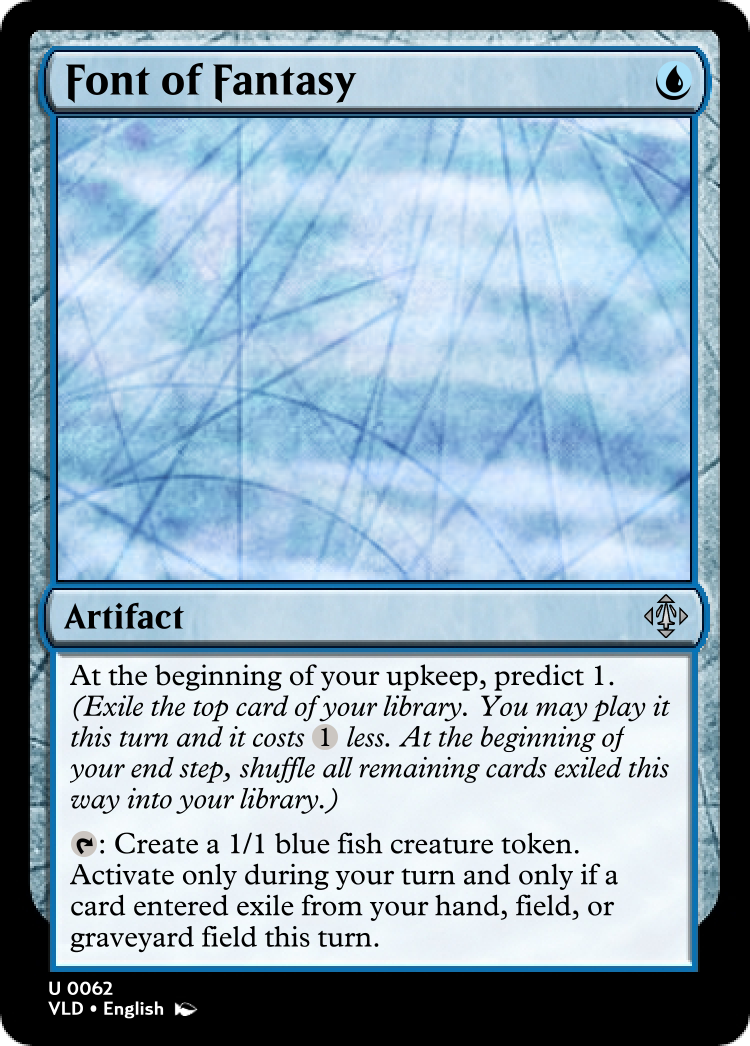 Font of Fantasy
Artifact
At the beginning of your upkeep, predict 1.
(Exile the top card of your library. You may play it
this turn and it costs 1 less. At the beginning of
your end step, shuffle all remaining cards exiled this
way into your library.)
: Create a 1/1 blue fish creature token.
Activate only during your turn and only if a
card entered exile from your hand, field, or
graveyard field this turn.
U 0062
VLD • English